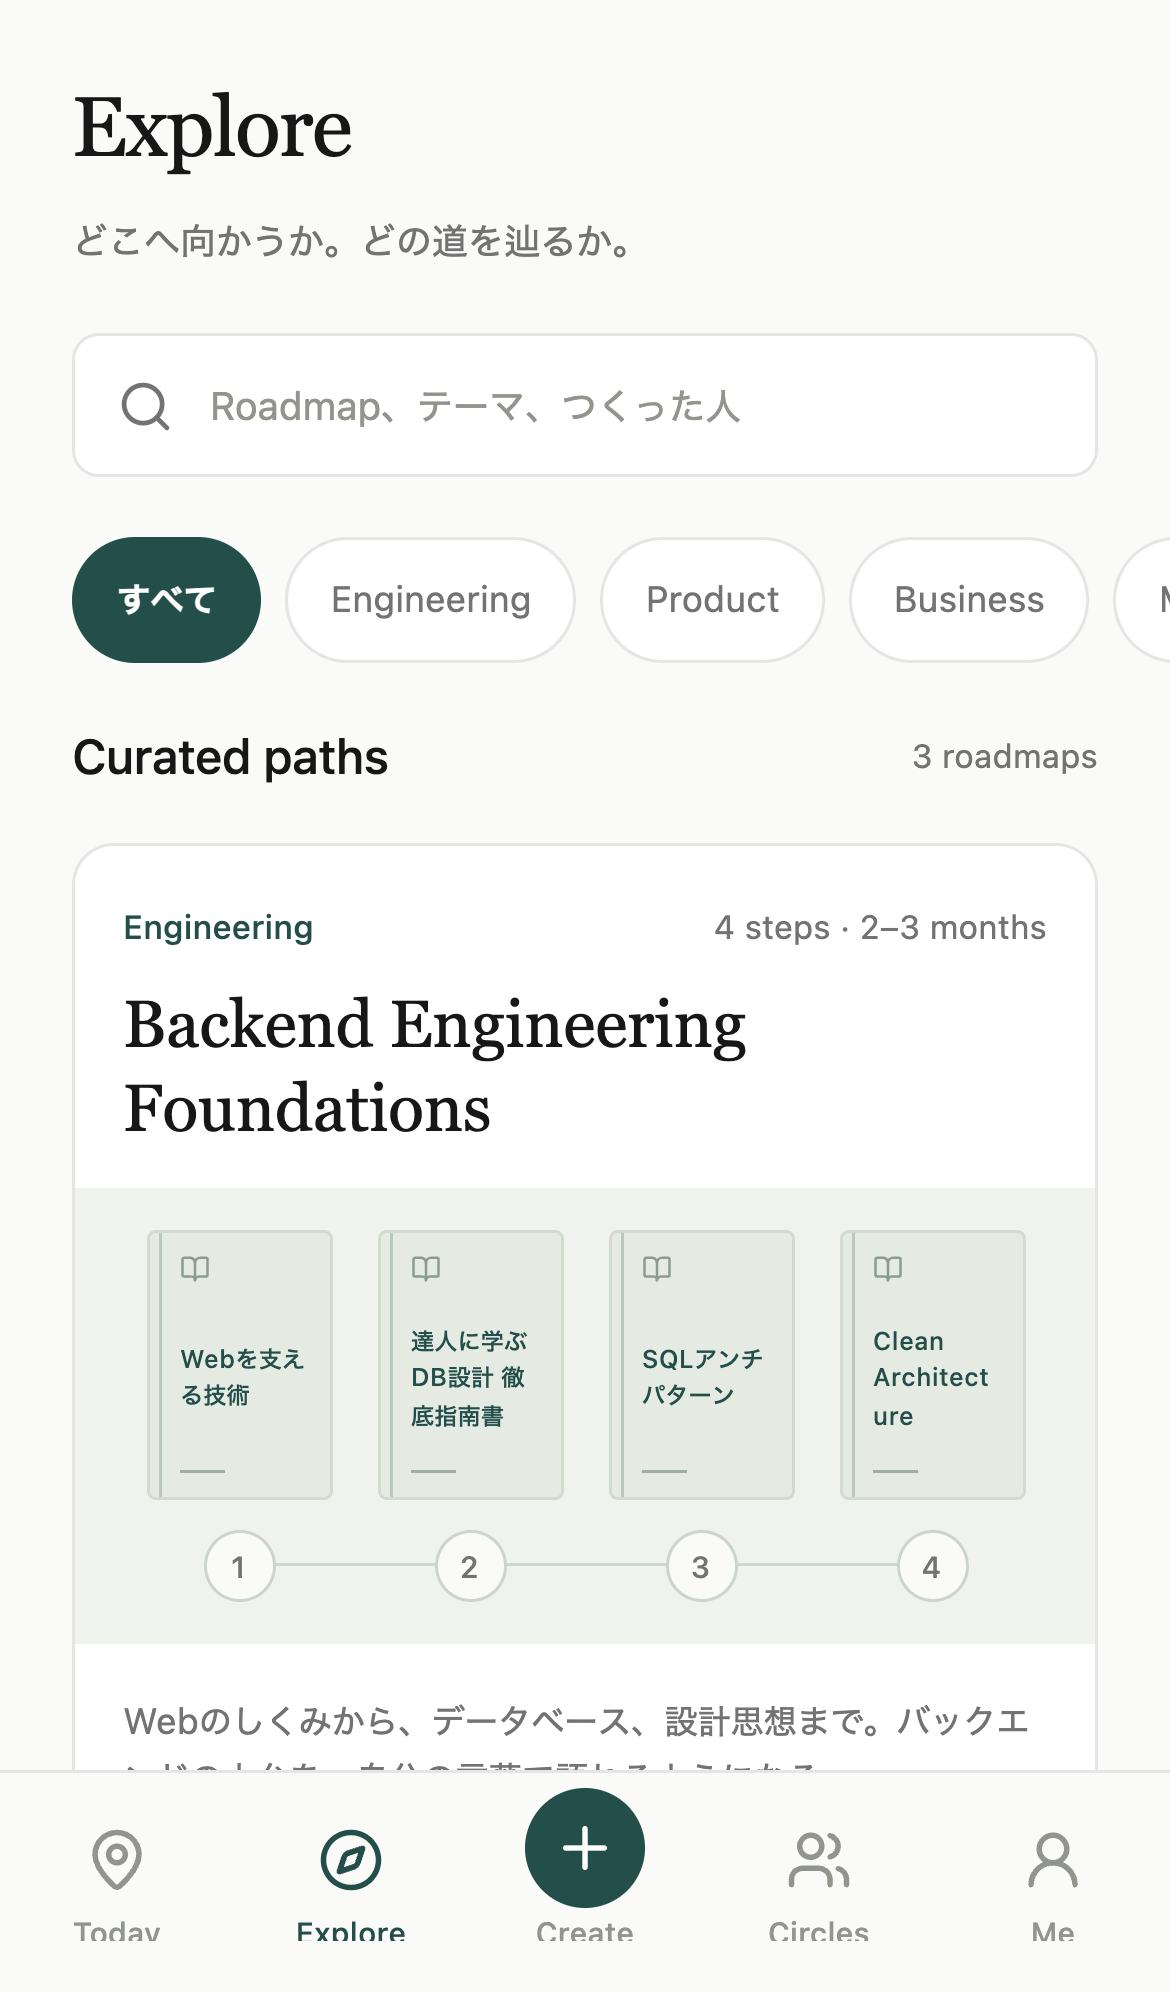 Explore
どこへ向かうか。どの道を辿るか。
Roadmap、テーマ、つくった人
すべて
Engineering
Product
Business
Curated paths
3 roadmaps
Engineering
4 steps · 2–3 months
Backend Engineering
Foundations
Webを支え
る技術
達人に学ぶ
DB設計 徹
底指南書
SQLアンチ
パターン
Clean
Architect
ure
1
2
3
4
Webのしくみから、データベース、設計思想まで。バックエ
Today
Explore
Create
Circles
Me